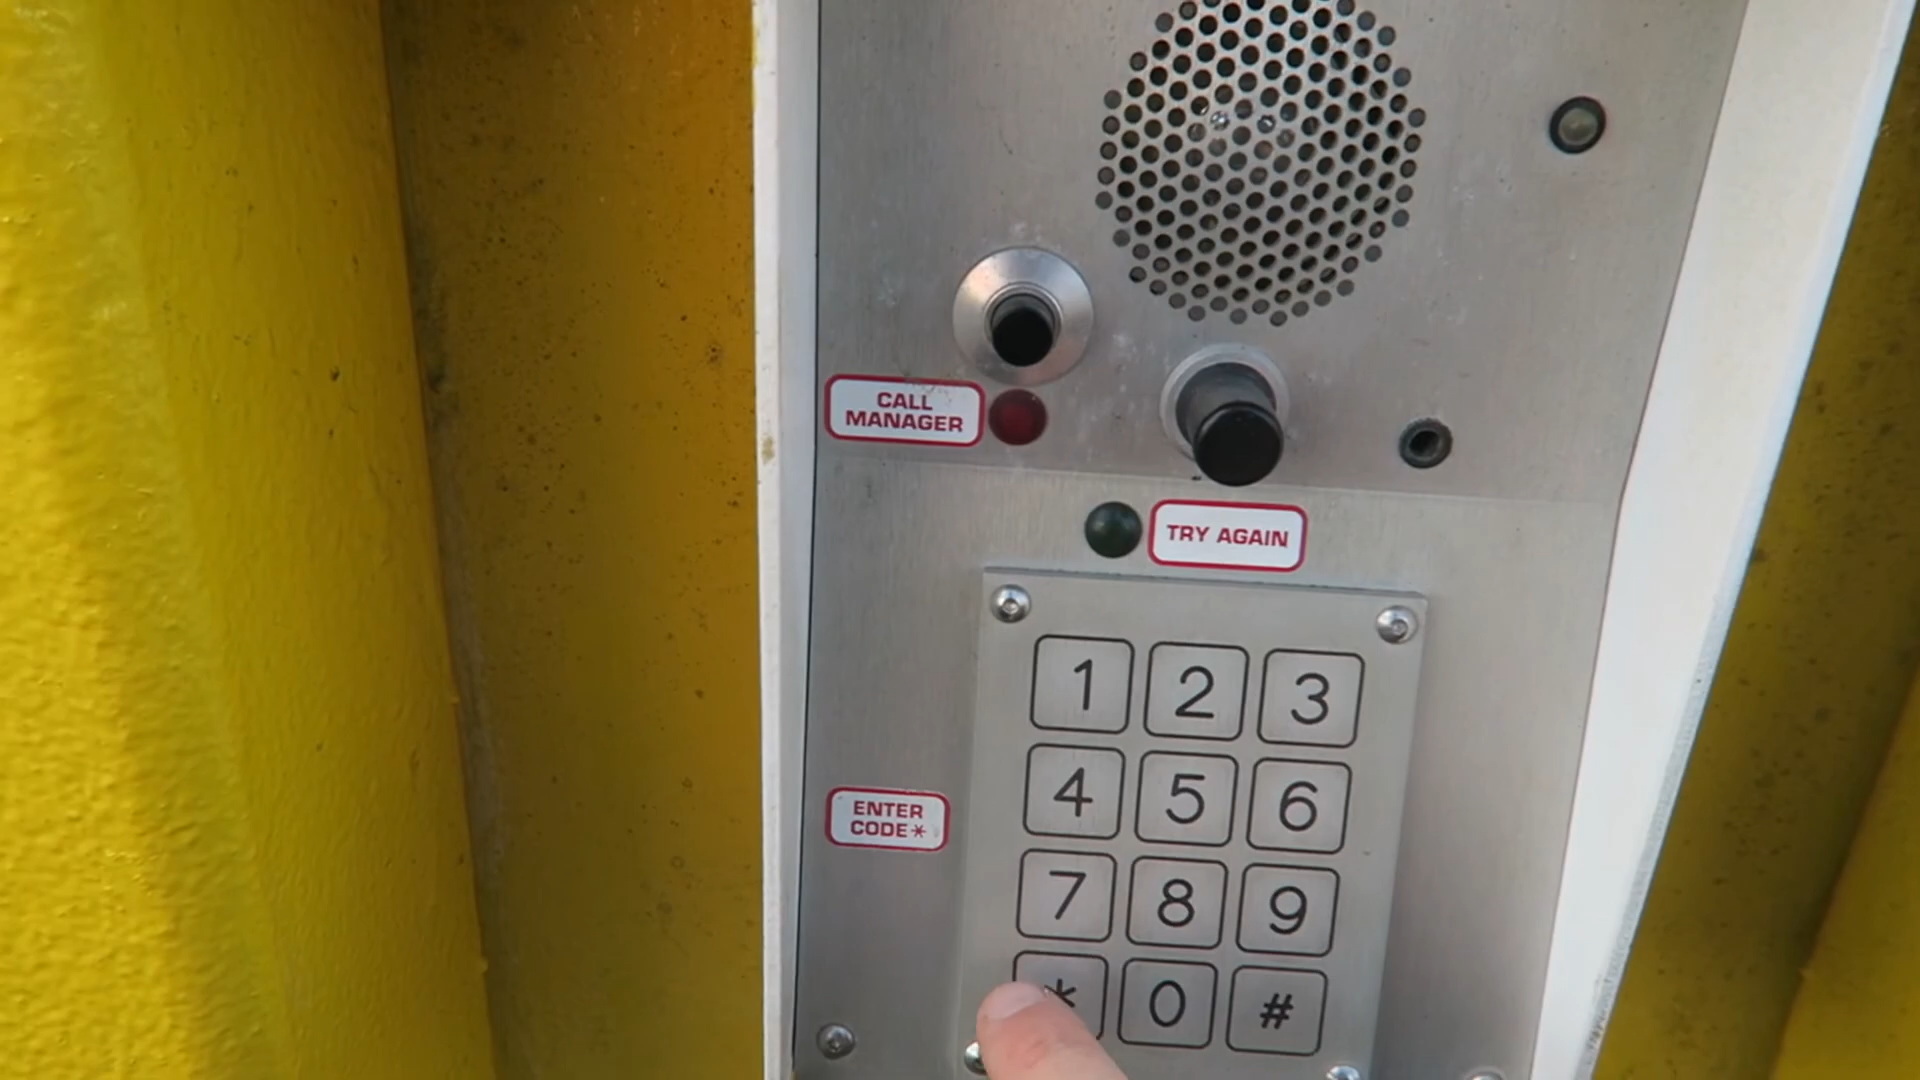 CALL
MANAGER
TRY AGAIN
1 2 3
4 5 6
ENTER
CODE*
7 8 9
* 0 #